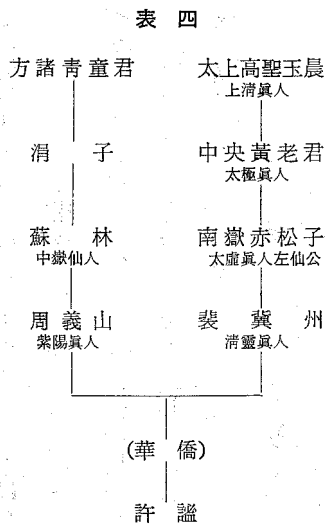 表 四
方諸靑童君
太上高聖玉晨
上淸眞人
涓 子
中央黃老君
太極眞人
蘇 林
中嶽仙人
南嶽赤松子
太虛眞人左仙公
周義山
紫陽眞人
裴冀州
淸靈眞人
(華 僑)
許 謐